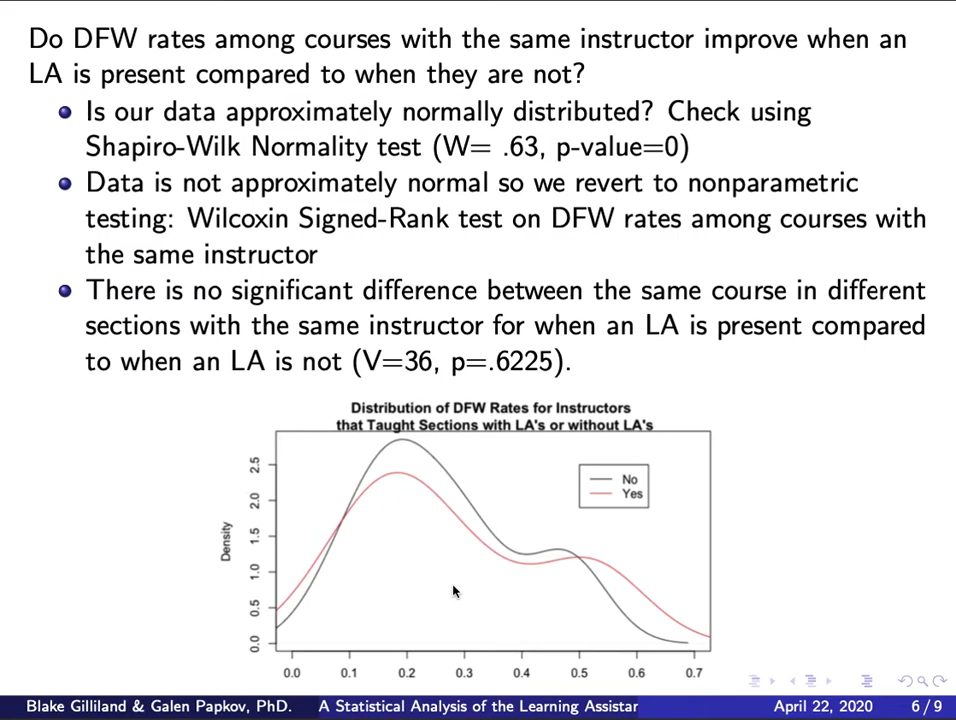 Do DFW rates among courses with the same instructor improve when an
LA is present compared to when they are not?
Is our data approximately normally distributed? Check using
Shapiro-Wilk Normality test (W= .63, p-value=0)
Data is not approximately normal so we revert to nonparametric
testing: Wilcoxin Signed-Rank test on DFW rates among courses with
the same instructor
There is no significant difference between the same course in different
sections with the same instructor for when an LA is present compared
to when an LA is not (V=36, p=.6225).
Distribution of DFW Rates for Instructors
that Taught Sections with LA's or without LA's
No
Yes
Density
2.5
2.0
1.5
1.0
0.5
0.0
0.0 0.1 0.2 0.3 0.4 0.5 0.6 0.7
Blake Gilliland & Galen Papkov, PhD. A Statistical Analysis of the Learning Assistar April 22, 2020 6 / 9